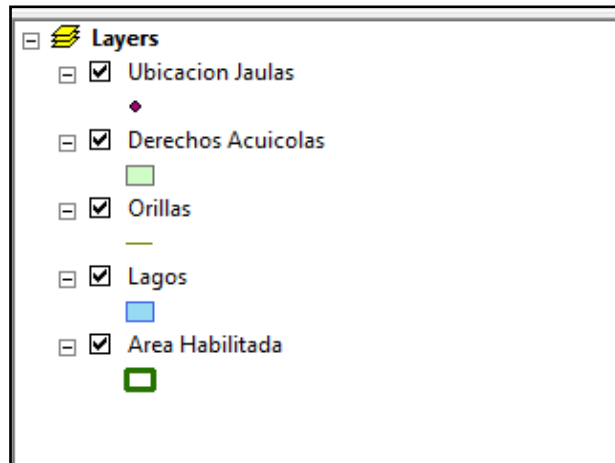 Layers
Ubicacion Jaulas
Derechos Acuicolas
Orillas
Lagos
Area Habilitada